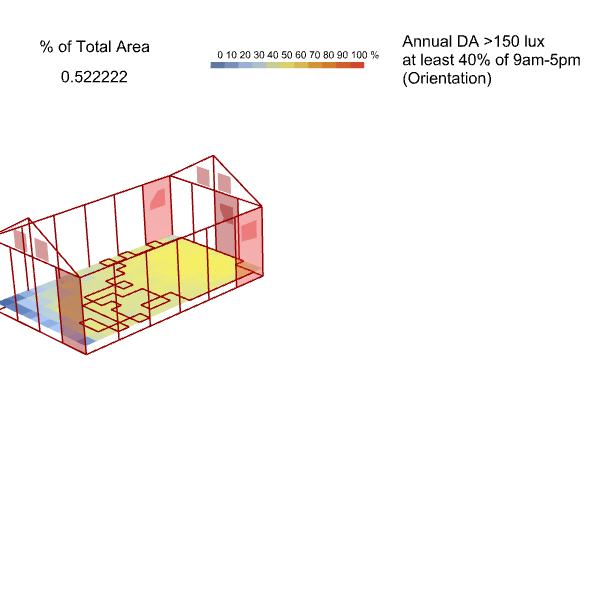 % of Total Area
0.522222
0 10 20 30 40 50 60 70 80 90 100 %
Annual DA >150 lux
at least 40% of 9am-5pm
(Orientation)